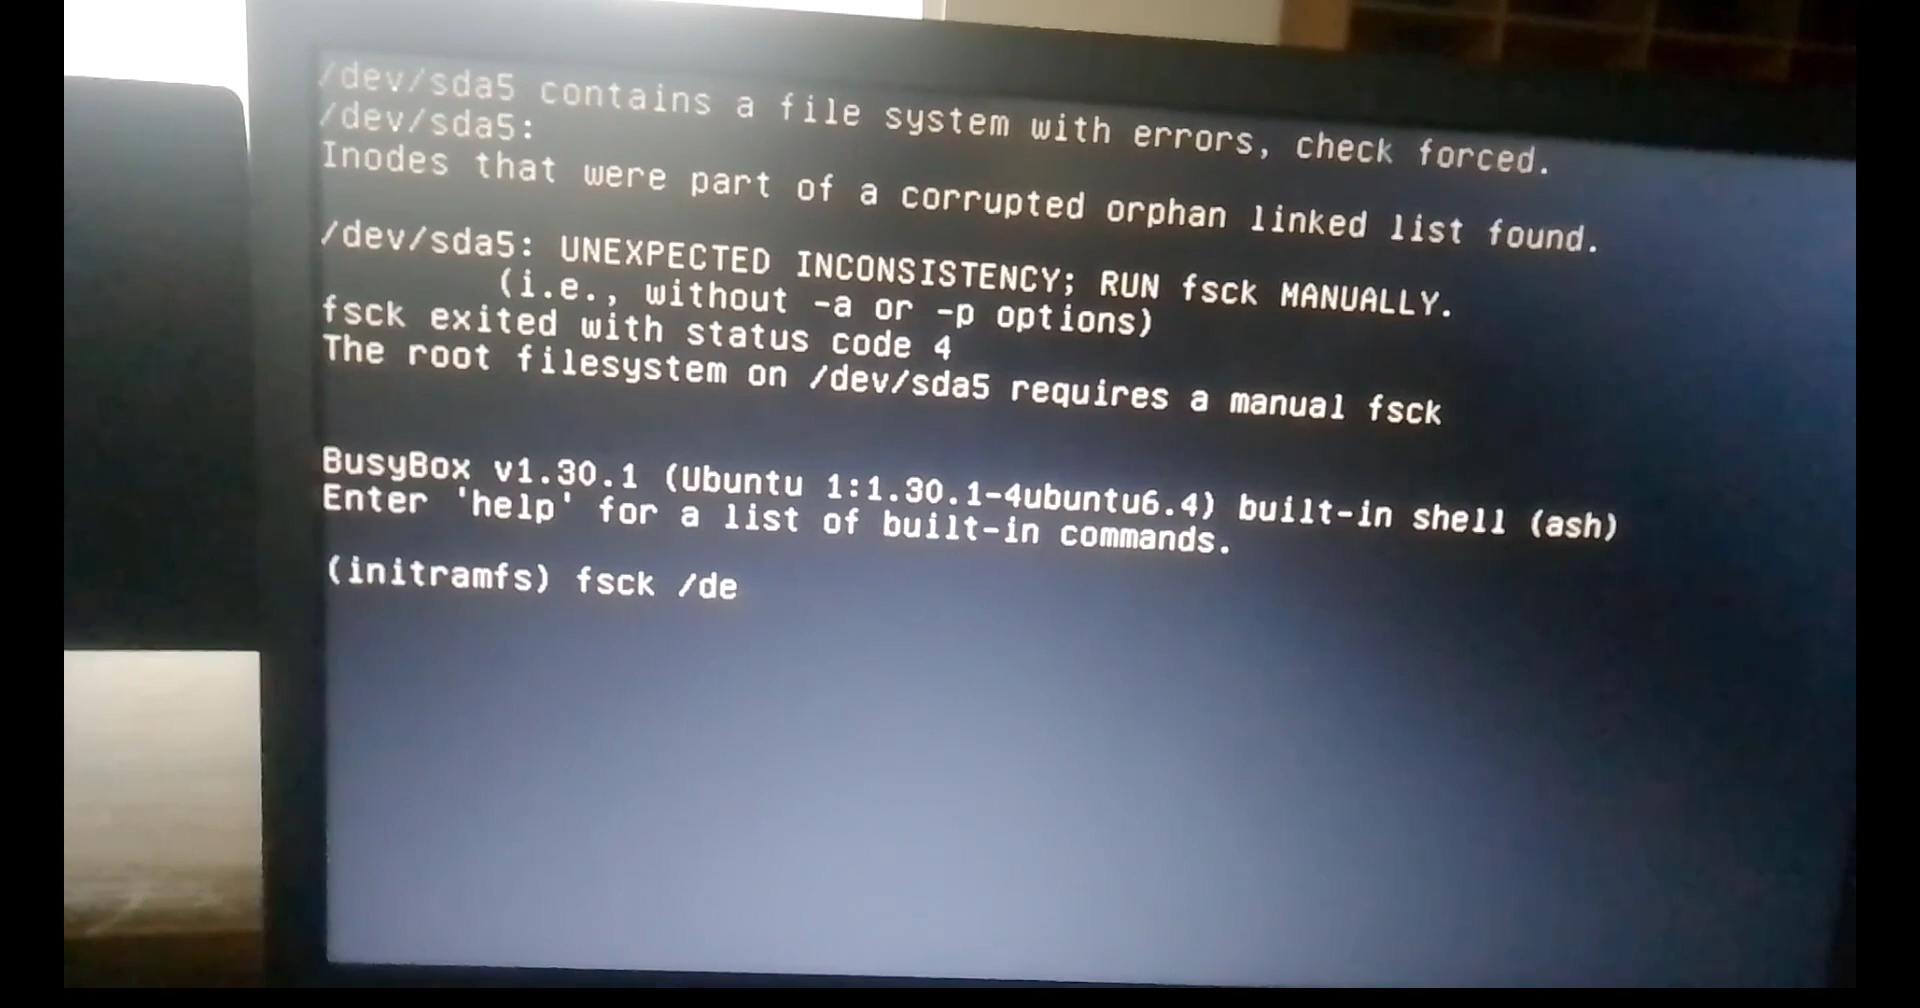 /dev/sda5 contains a file system with errors, check forced.
/dev/sda5:
Inodes that were part of a corrupted orphan linked list found.
/dev/sda5: UNEXPECTED INCONSISTENCY; RUN fsck MANUALLY.
(i.e., without -a or -p options)
fsck exited with status code 4
The root filesystem on /dev/sda5 requires a manual fsck
BusyBox v1.30.1 (Ubuntu 1:1.30.1-4ubuntu6.4) built-in shell (ash)
Enter 'help' for a list of built-in commands.
(initramfs) fsck /de